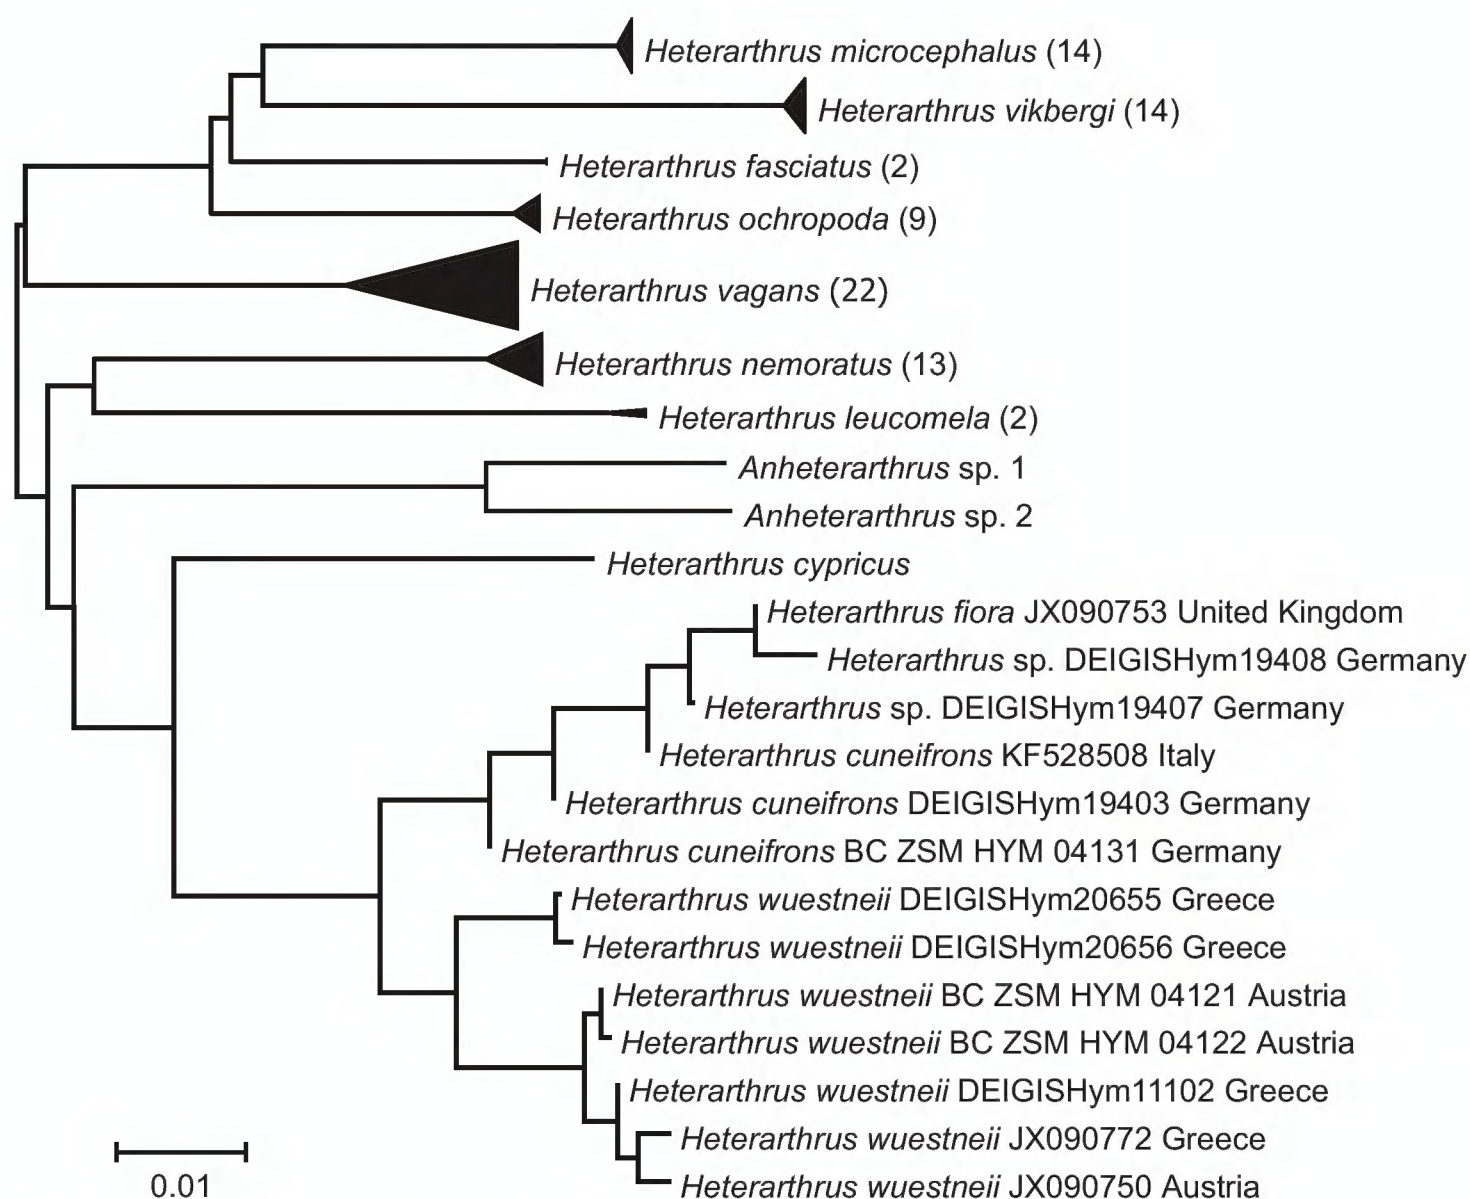 Heterarthrus microcephalus (14)
Heterarthrus vikbergi (14)
Heterarthrus fasciatus (2)
Heterarthrus ochropoda (9)
Heterarthrus vagans (22)
Heterarthrus nemoratus (13)
Heterarthrus leucomela (2)
Anheterarthrus sp. 1
Anheterarthrus sp. 2
Heterarthrus cypricus
Heterarthrus fiora JX090753 United Kingdom
Heterarthrus sp. DEIGISHym19408 Germany
Heterarthrus sp. DEIGISHym19407 Germany
Heterarthrus cuneifrons KF528508 Italy
Heterarthrus cuneifrons DEIGISHym19403 Germany
Heterarthrus cuneifrons BC ZSM HYM 04131 Germany
Heterarthrus wuestneii DEIGISHym20655 Greece
Heterarthrus wuestneii DEIGISHym20656 Greece
Heterarthrus wuestneii BC ZSM HYM 04121 Austria
Heterarthrus wuestneii BC ZSM HYM 04122 Austria
Heterarthrus wuestneii DEIGISHym11102 Greece
Heterarthrus wuestneii JX090772 Greece
Heterarthrus wuestneii JX090750 Austria
0.01